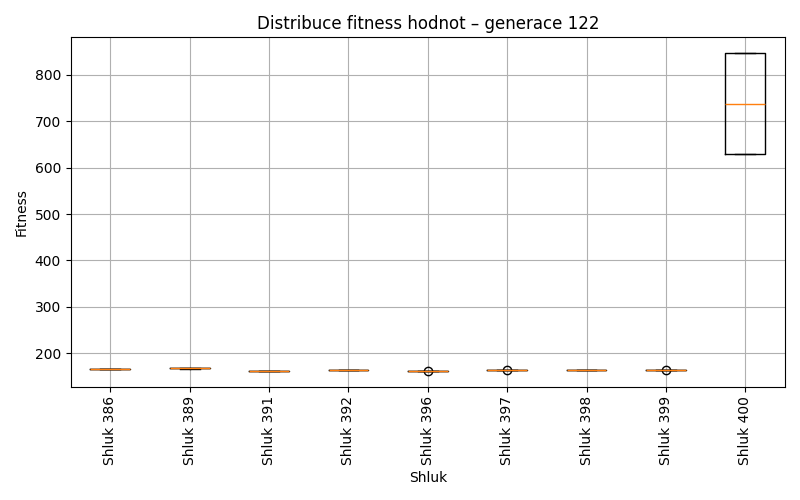 Distribuce fitness hodnot – generace 122
Fitness
800
700
600
500
400
300
200
Shluk 386
Shluk 389
Shluk 391
Shluk 392
Shluk 396
Shluk 397
Shluk 398
Shluk 399
Shluk 400
Shluk